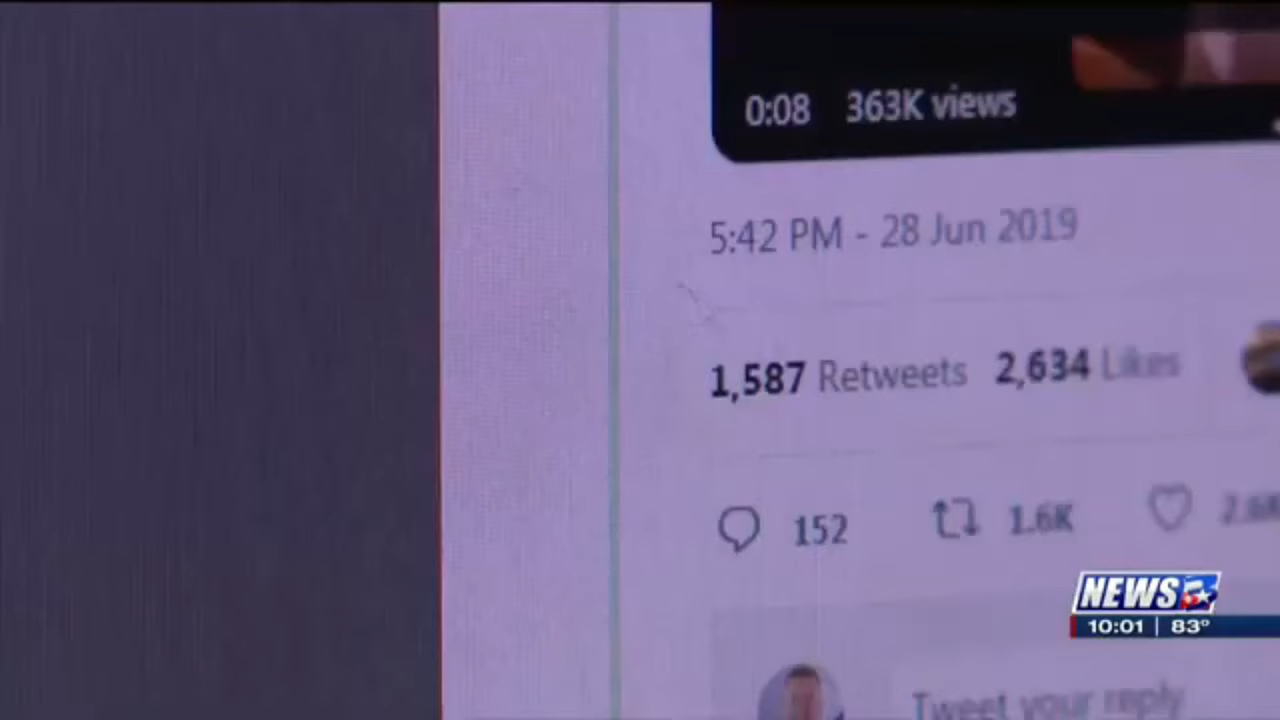 0:08 363K views
5:42 PM - 28 Jun 2019
1,587 Retweets 2,634 Likes
152 1.6K
Tweet your reply
NEWS
10:01 | 83°